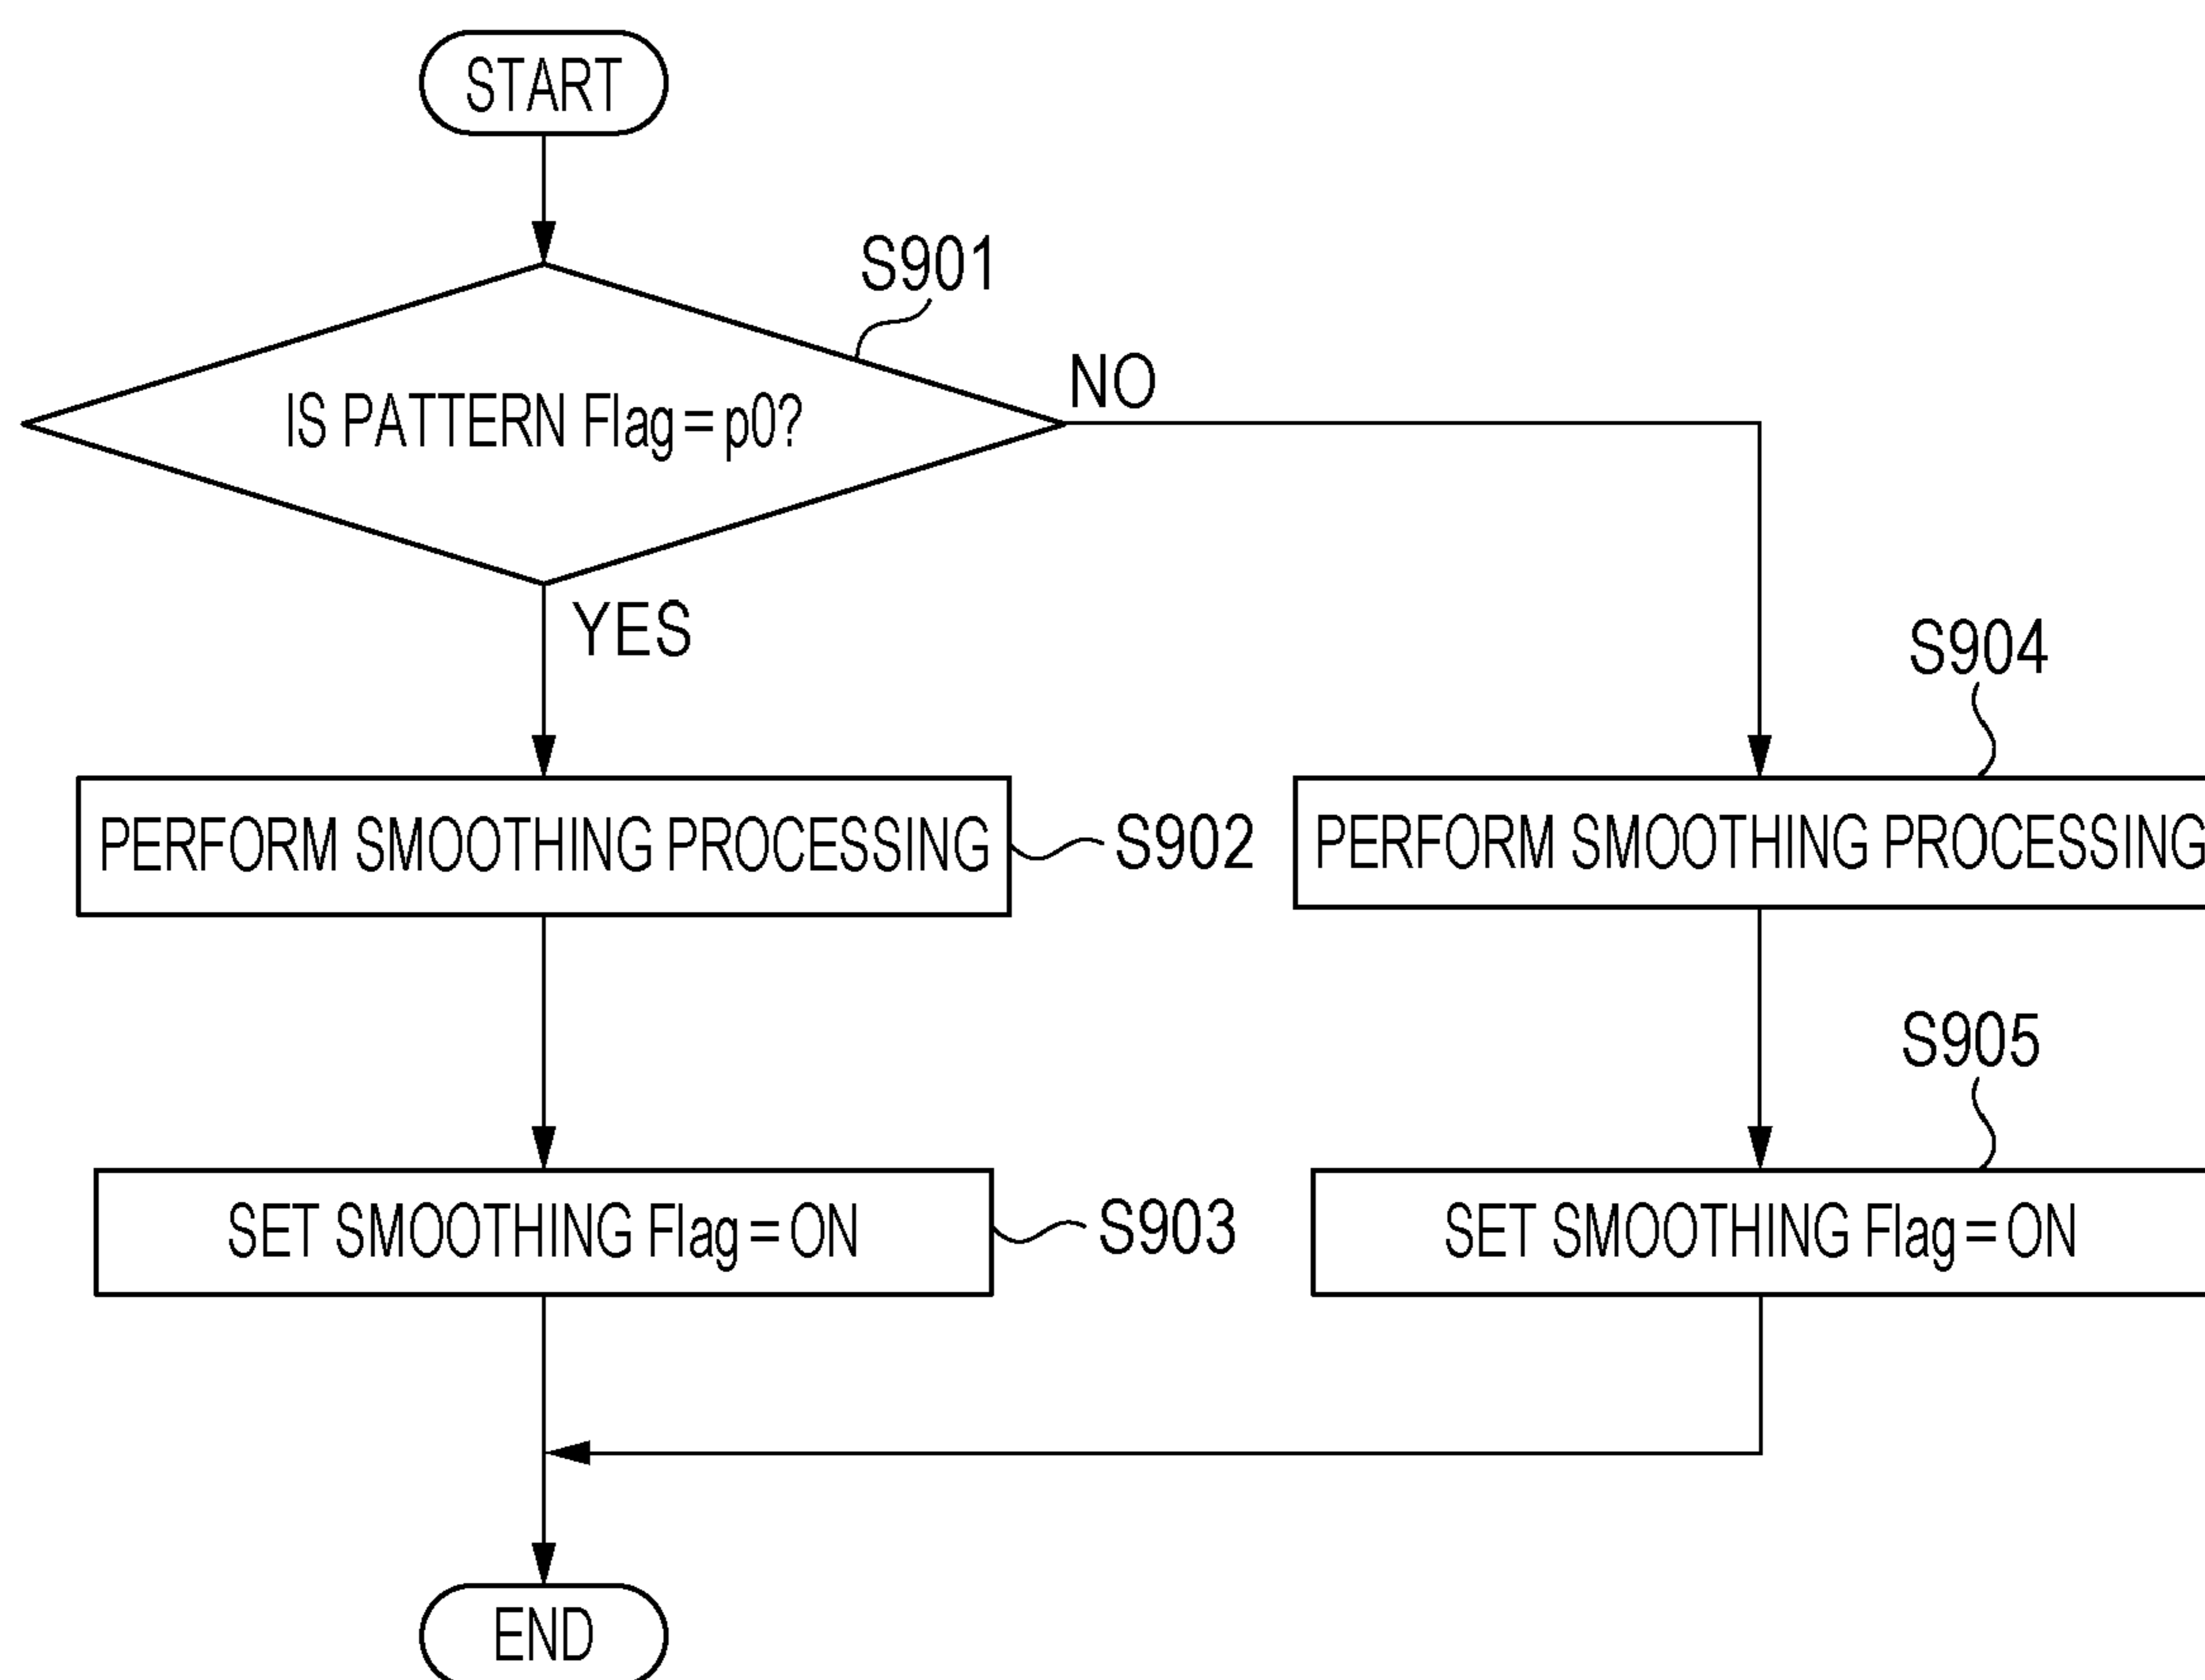 START
S901
IS PATTERN Flag=p0?
NO
YES
S904
PERFORM SMOOTHING PROCESSING
S902
PERFORM SMOOTHING PROCESSING
S905
SET SMOOTHING Flag=ON
S903
SET SMOOTHING Flag=ON
END